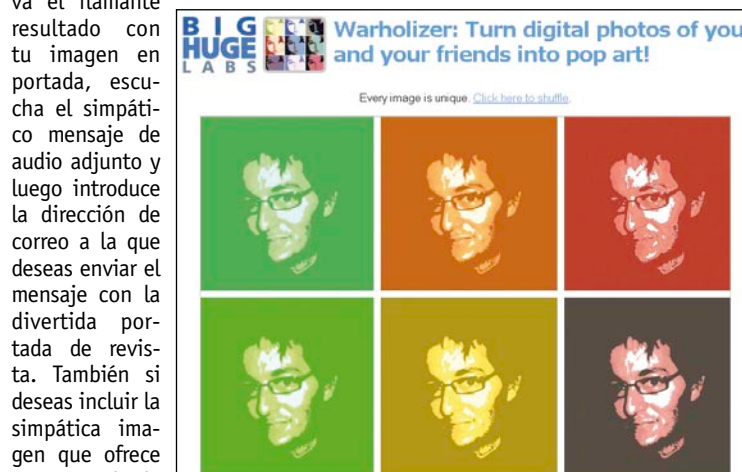 va el flamante
resultado con
tu imagen en
portada, escu-
cha el simpáti-
co mensaje de
audio adjunto y
luego introduce
la dirección de
correo a la que
deseas enviar el
mensaje con la
divertida por-
tada de revis-
ta. También si
deseas incluir la
simpática ima-
gen que ofrece
BIG
HUGE
LABS
Warholizer: Turn digital photos of you
and your friends into pop art!
Every image is unique. Click here to shuffle.